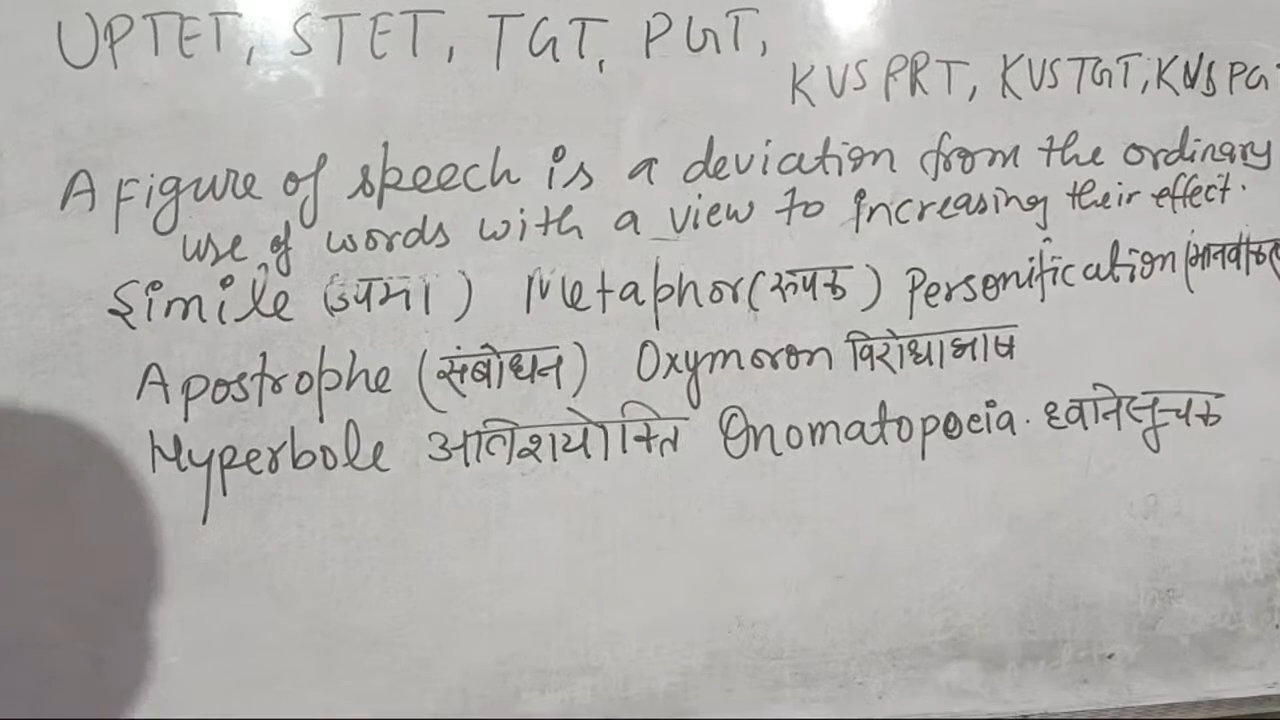 UPTET, STET, TGT, PGT,
KVS PRT, KVS TGT, KVS PG
A Figure of speech is a deviation from the ordinary
use of words with a view to increasing their effect.
Simile (उपमा) Metaphor (रूपक) Personification
Apostrophe (संबोधन) Oxymoron विरोधाभाष
Hyperbole अतिशयोक्ति Onomatopoeia. ध्वनिसूचक